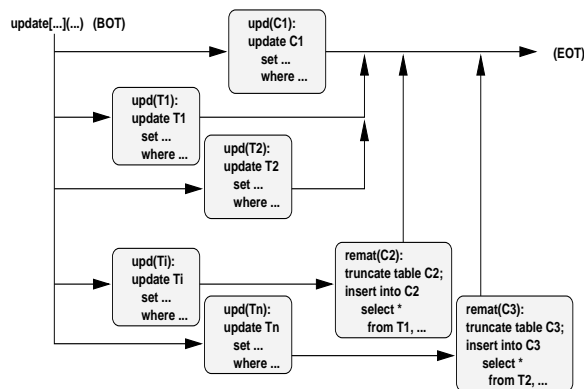 update[...](...) (BOT)
upd(C1):
update C1
set ...
where ...
(EOT)
upd(T1):
update T1
set ...
where ...
upd(T2):
update T2
set ...
where ...
upd(Ti):
update Ti
set ...
where ...
remat(C2):
truncate table C2;
insert into C2
select *
from T1, ...
upd(Tn):
update Tn
set ...
where ...
remat(C3):
truncate table C3;
insert into C3
select *
from T2, ...